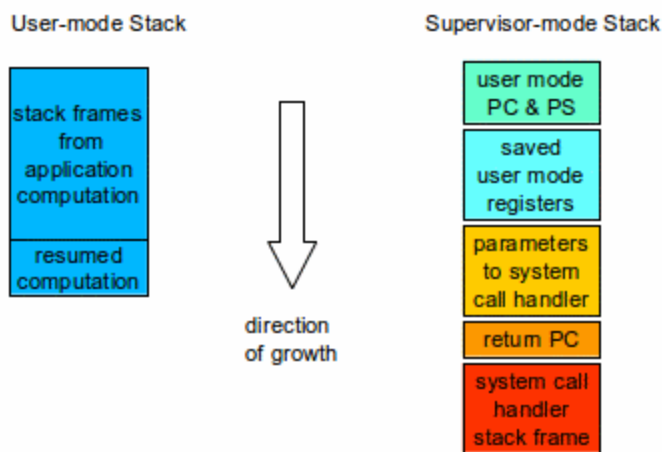 User-mode Stack
stack frames
from
application
computation
resumed
computation
direction
of growth
Supervisor-mode Stack
user mode
PC & PS
saved
user mode
registers
parameters
to system
call handler
return PC
system call
handler
stack frame